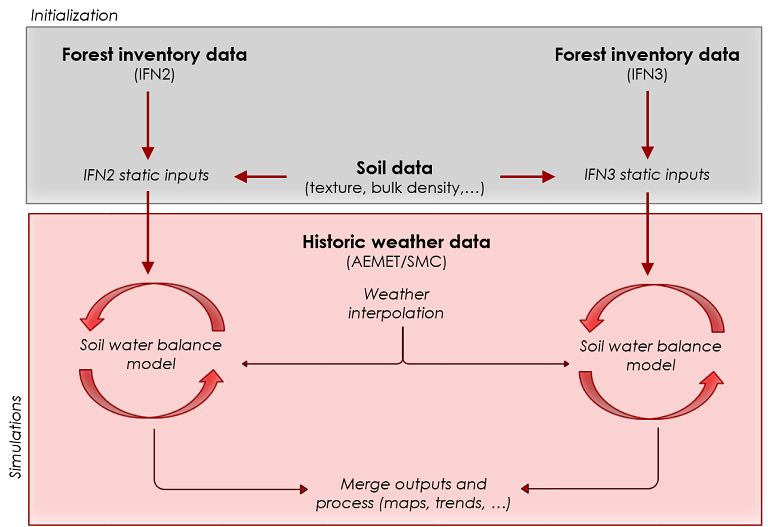 Initialization
Forest inventory data
(IFN2)
Forest inventory data
(IFN3)
IFN2 static inputs
Soil data
(texture, bulk density,...)
IFN3 static inputs
Historic weather data
(AEMET/SMC)
Weather
interpolation
Soil water balance
model
Soil water balance
model
Simulations
Merge outputs and
process (maps, trends, ...)